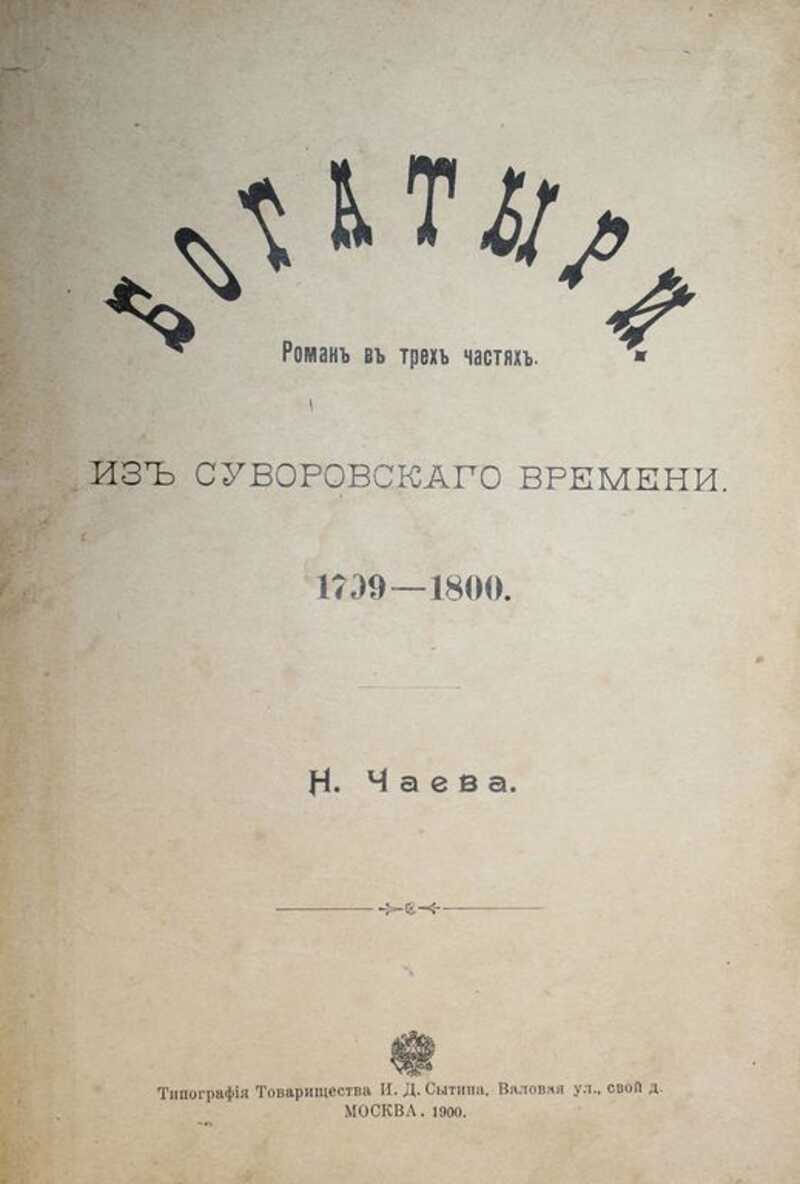 БОГАТЫРИ.
Романъ въ трехъ частяхъ.
ИЗЪ СУВОРОВСКАГО ВРЕМЕНИ.
1799—1800.
Н. Чаева.
Типографія Товарищества И. Д. Сытина, Валовая ул., свой д.
МОСКВА. 1900.